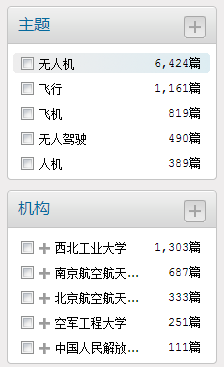 主题
无人机 6,424篇
飞行 1,161篇
飞机 819篇
无人驾驶 490篇
人机 389篇
机构
西北工业大学 1,303篇
南京航空航天... 687篇
北京航空航天... 333篇
空军工程大学 251篇
中国人民解放... 111篇